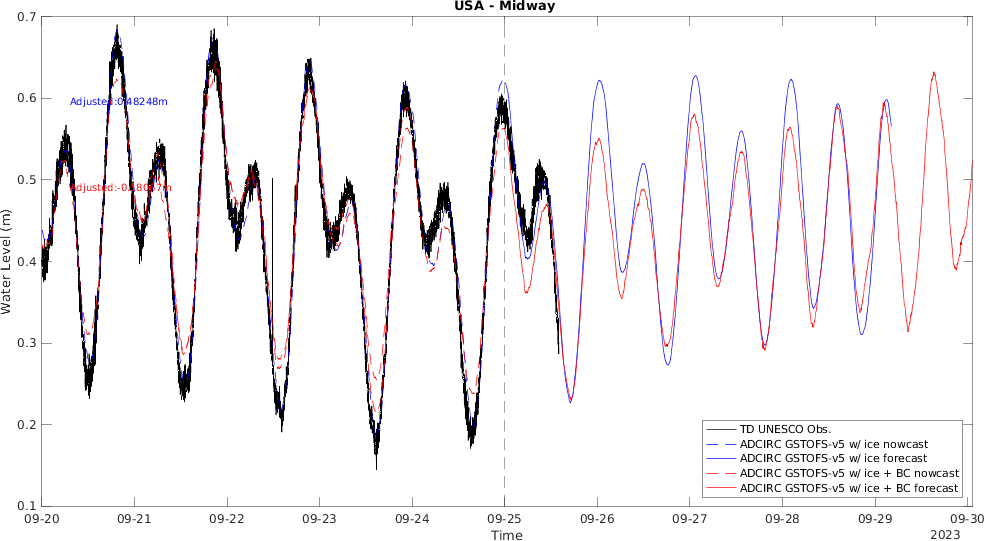 USA - Midway
0.7
0.6
0.5
0.4
0.3
0.2
0.1
Water Level (m)
Adjusted:0.48248m
09-20
09-21
09-22
09-23
09-24
09-25
09-26
09-27
09-28
09-29
09-30
Time
2023
TD UNESCO Obs.
ADCIRC GSTOFS-v5 w/ ice nowcast
ADCIRC GSTOFS-v5 w/ ice forecast
ADCIRC GSTOFS-v5 w/ ice + BC nowcast
ADCIRC GSTOFS-v5 w/ ice + BC forecast